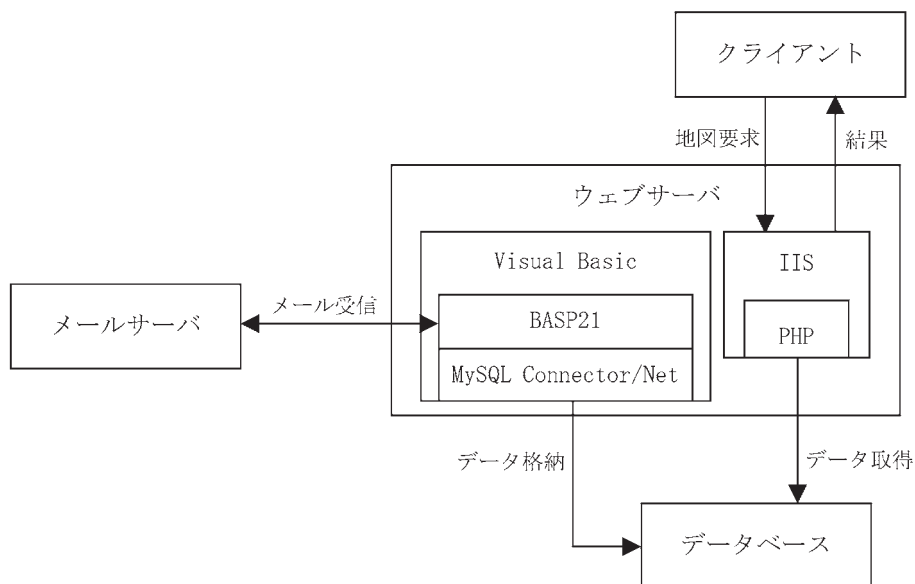 クライアント
地図要求
結果
ウェブサーバ
Visual Basic
IIS
メールサーバ
メール受信
BASP21
PHP
MySQL Connector/Net
データ格納
データ取得
データベース